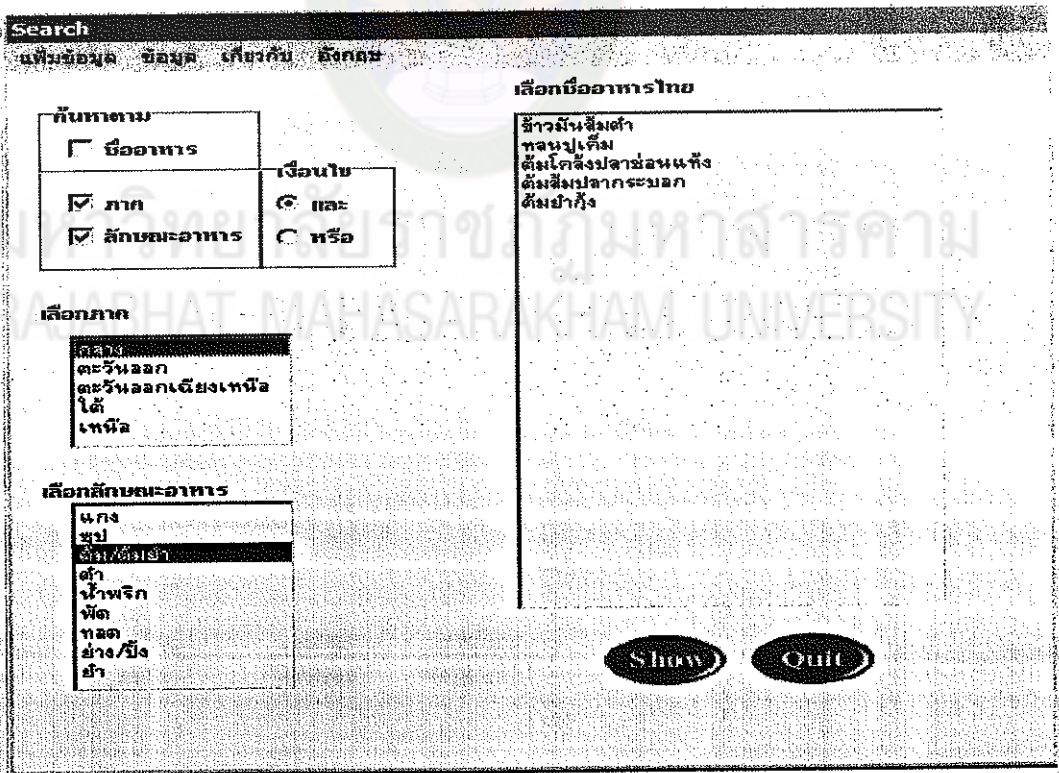 Search
แฟ้มข้อมูล ข้อมูล เกี่ยวกับ อังกฤษ
ค้นหาตาม
ชื่ออาหาร
เงื่อนไข
ภาค
และ
ลักษณะอาหาร
หรือ
เลือกภาค
กลาง
ตะวันออก
ตะวันออกเฉียงเหนือ
ใต้
เหนือ
เลือกลักษณะอาหาร
แกง
ซุป
ต้ม/ต้มยำ
ตำ
น้ำพริก
ผัด
ทอด
ย่าง/ปิ้ง
ยำ
เลือกชื่ออาหารไทย
ข้าวมันส้มตำ
หลนปูเค็ม
ต้มโคล้งปลาช่อนแห้ง
ต้มส้มปลากระบอก
ต้มยำกุ้ง
Show
Quit
RAJABHAT MAHASARAKHAM UNIVERSITY